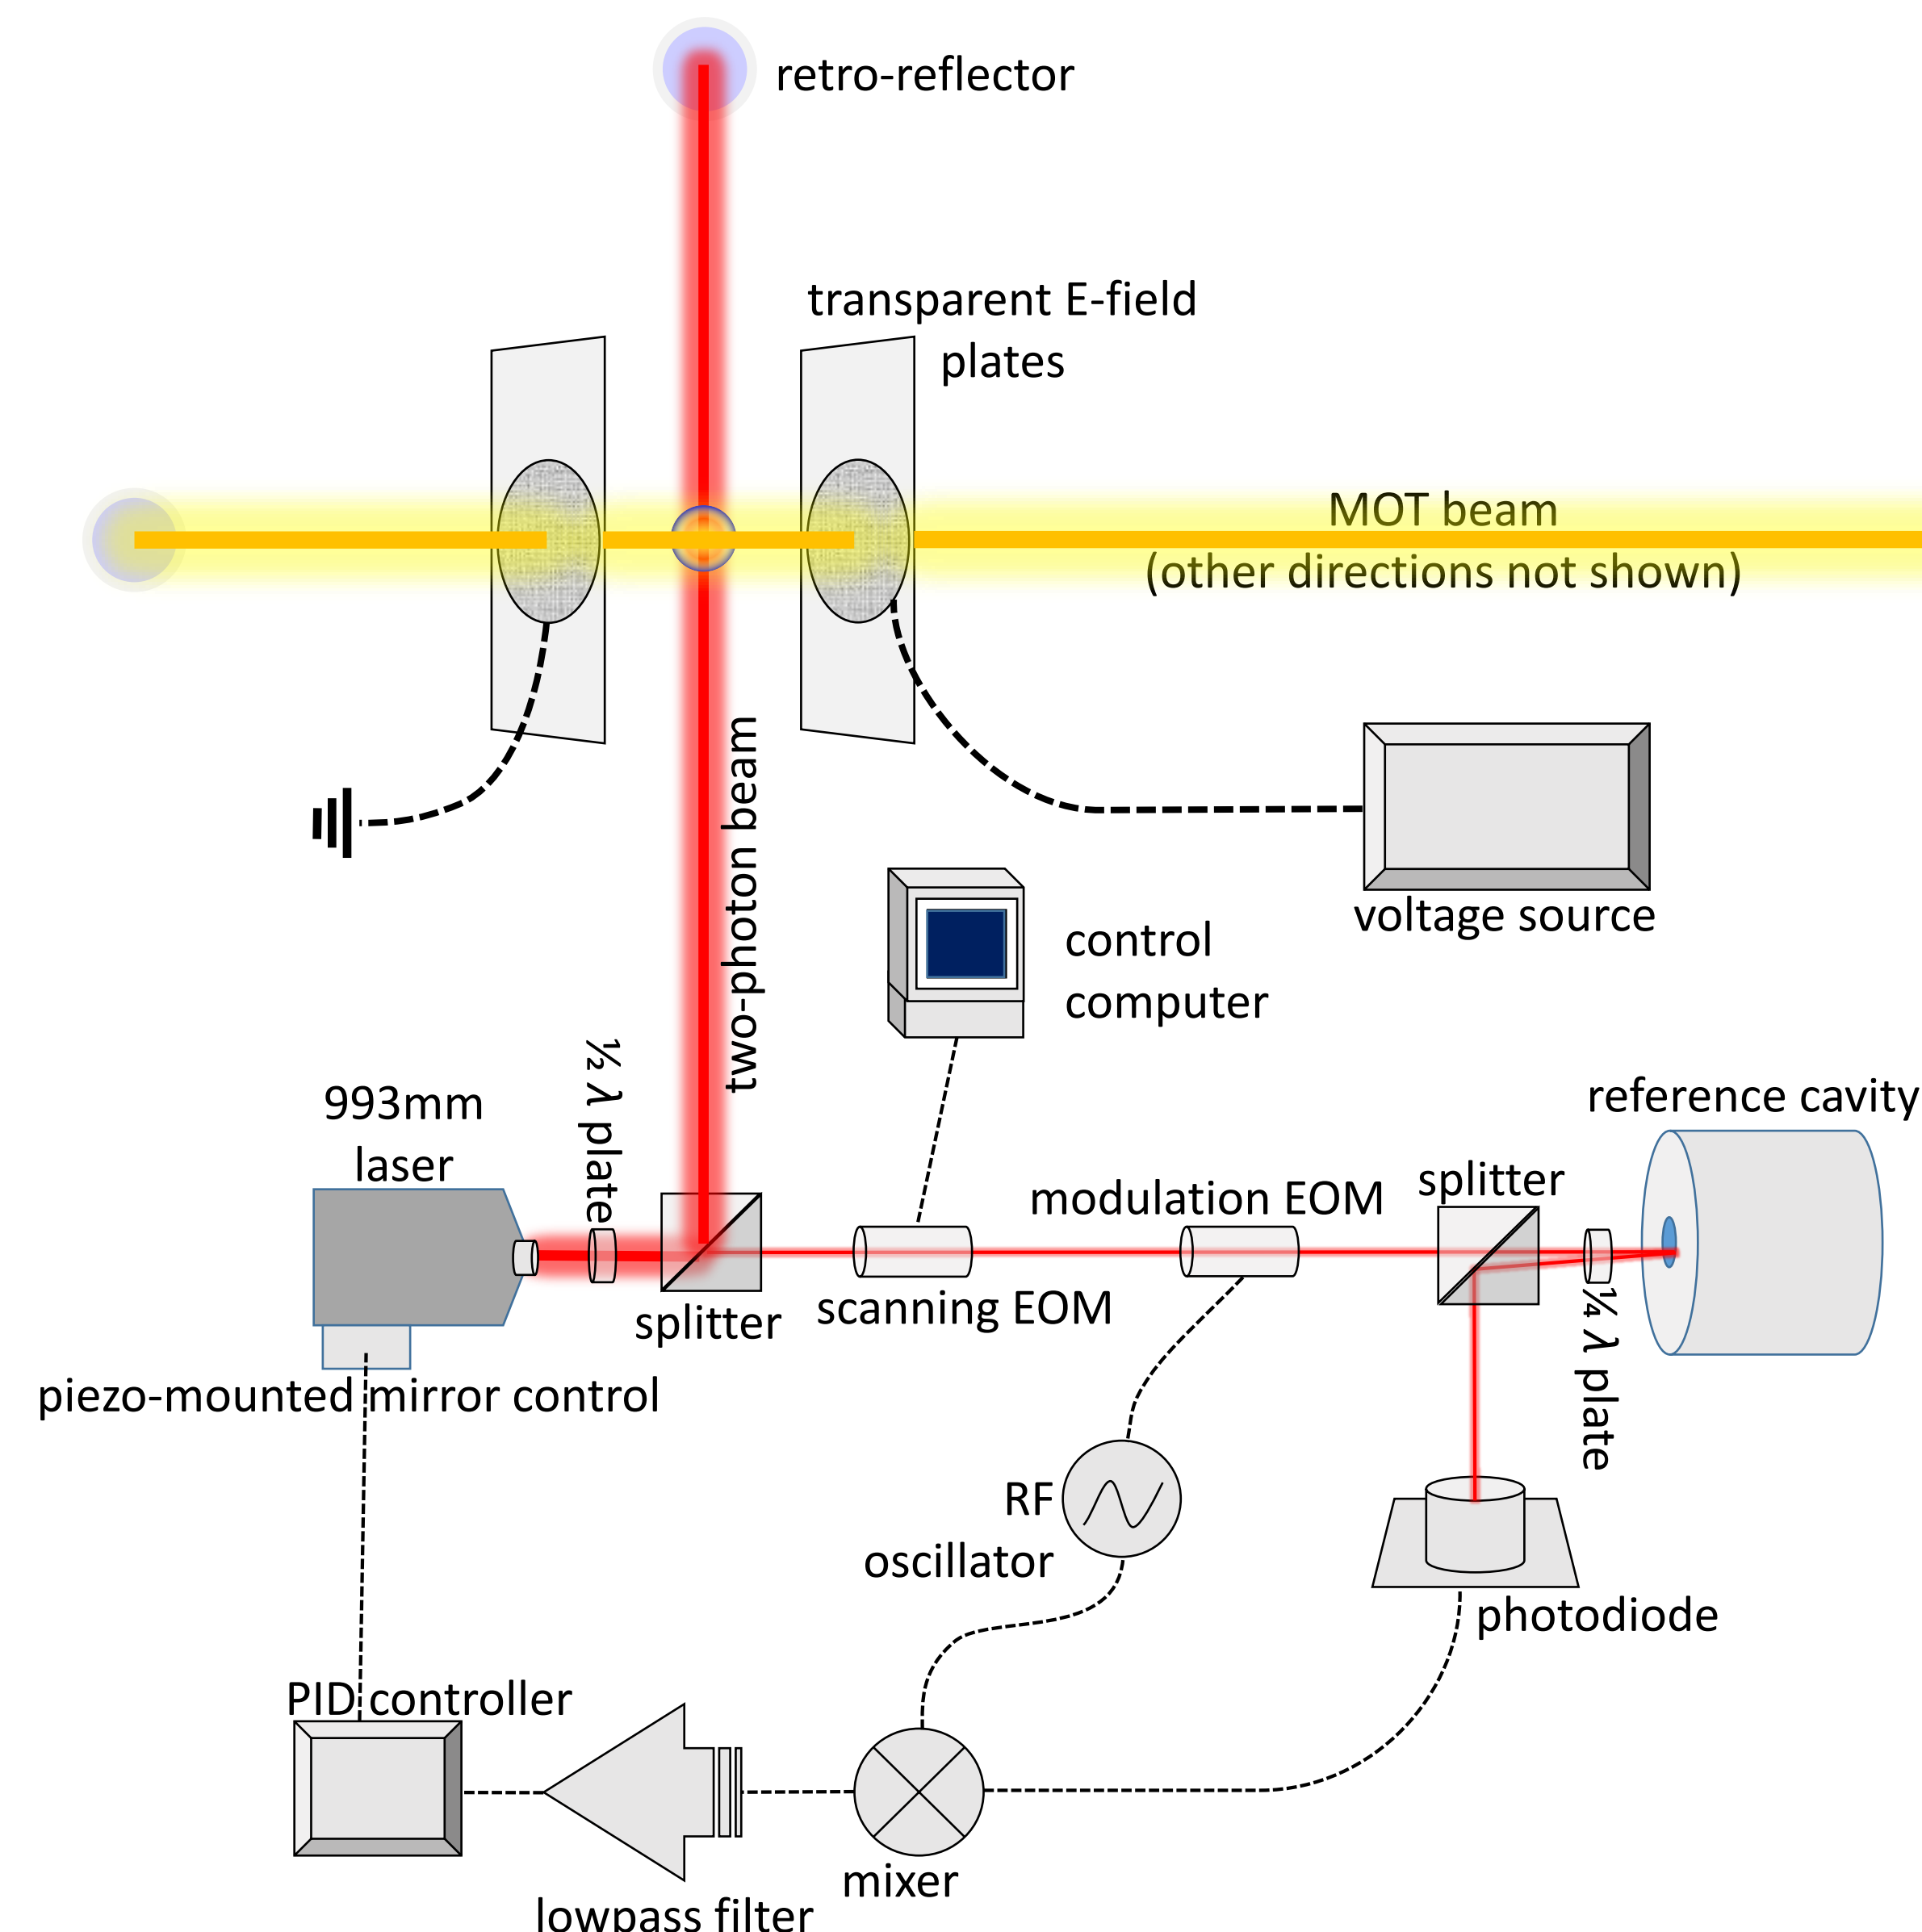 retro-reflector
transparent E-field
plates
MOT beam
(other directions not shown)
two-photon beam
voltage source
control
computer
½ λ plate
993mm
laser
reference cavity
splitter
modulation EOM
scanning EOM
splitter
¼ λ plate
piezo-mounted mirror control
RF
oscillator
photodiode
PID controller
mixer
lowpass filter